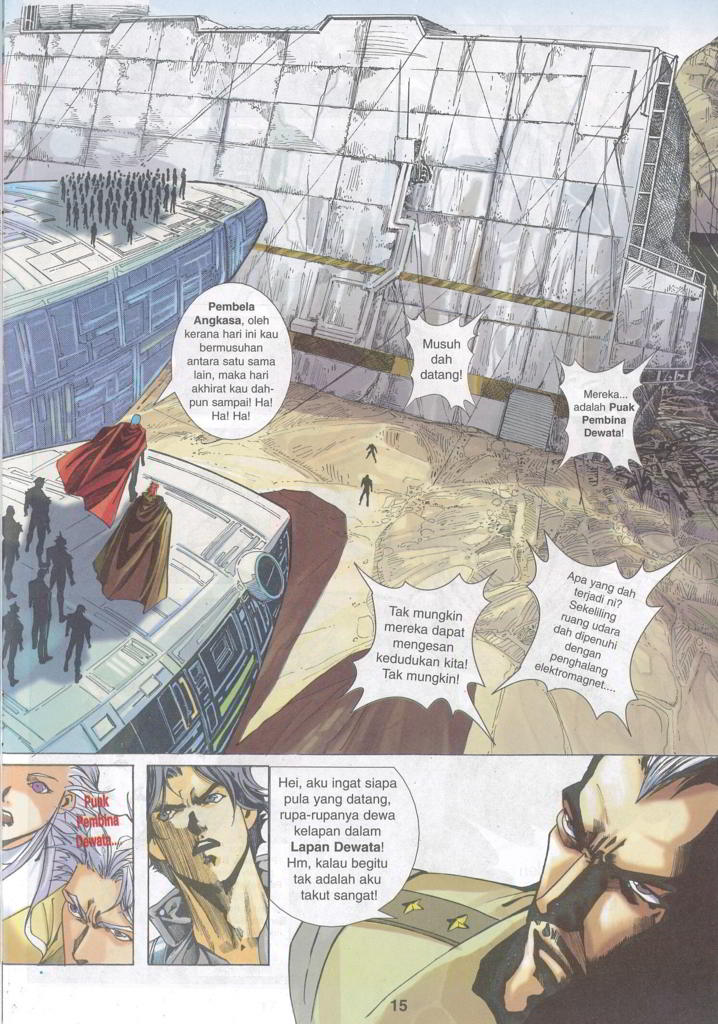 Pembela
Angkasa, oleh
kerana hari ini kau
bermusuhan
antara satu sama
lain, maka hari
akhirat kau dah-
pun sampai! Ha!
Ha! Ha!
Musuh
dah
datang!
Mereka...
adalah Puak
Pembina
Dewata!
Apa yang dah
terjadi ni?
Sekeliling
ruang udara
dah dipenuhi
dengan
penghalang
elektromagnet....
Tak mungkin
mereka dapat
mengesan
kedudukan kita!
Tak mungkin!
Puak
Pembina
Dewata....
Hei, aku ingat siapa
pula yang datang,
rupa-rupanya dewa
kelapan dalam
Lapan Dewata!
Hm, kalau begitu
tak adalah aku
takut sangat!
15